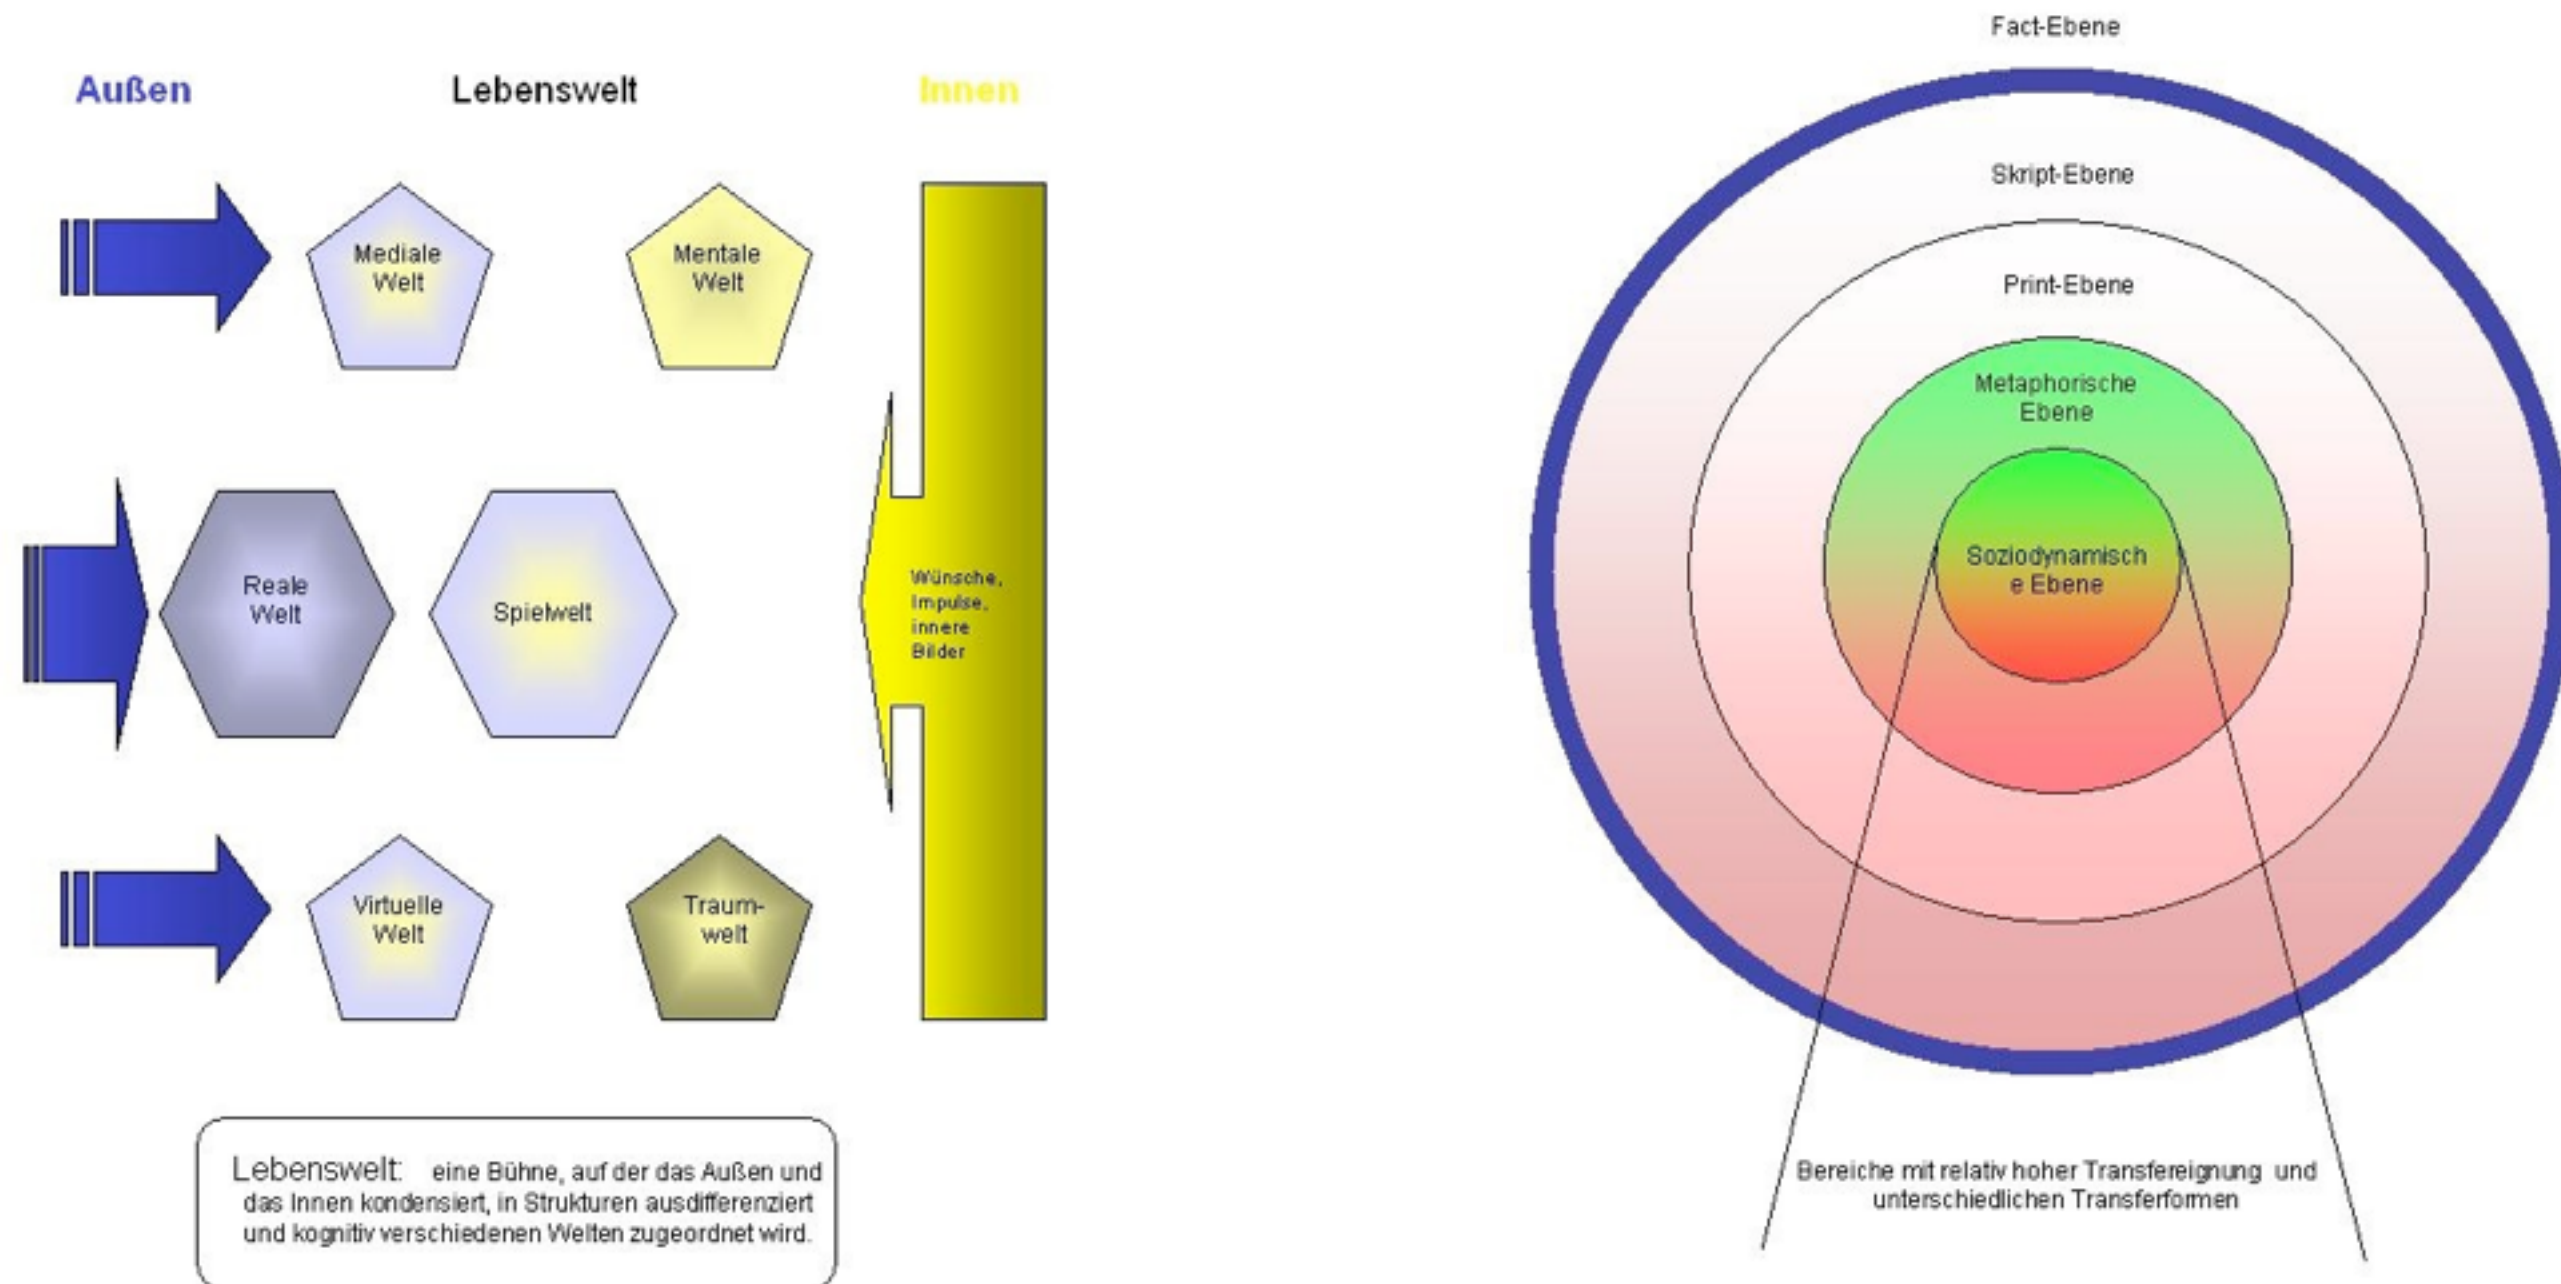 Außen
Lebenswelt
Innen
Mediale
Welt
Mentale
Welt
Reale
Welt
Spielwelt
Wünsche,
Impulse,
innere
Bilder
Virtuelle
Welt
Traum-
welt
Lebenswelt: eine Bühne, auf der das Außen und
das Innen kondensiert, in Strukturen ausdifferenziert
und kognitiv verschiedenen Welten zugeordnet wird.
Fact-Ebene
Skript-Ebene
Print-Ebene
Metaphorische
Ebene
Soziodynamisch
e Ebene
Bereiche mit relativ hoher Transfereignung und
unterschiedlichen Transferformen